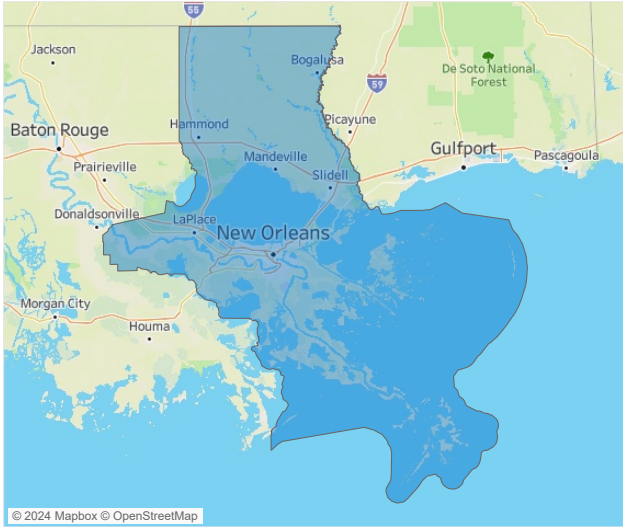 55
Jackson
Bogalusa
De Soto National
Forest
59
Picayune
Hammond
Baton Rouge
Gulfport
Mandeville
Pascagoula
Prairieville
Slidell
Donaldsonville
LaPlace
New Orleans
Morgan City
Houma
© 2024 Mapbox © OpenStreetMap